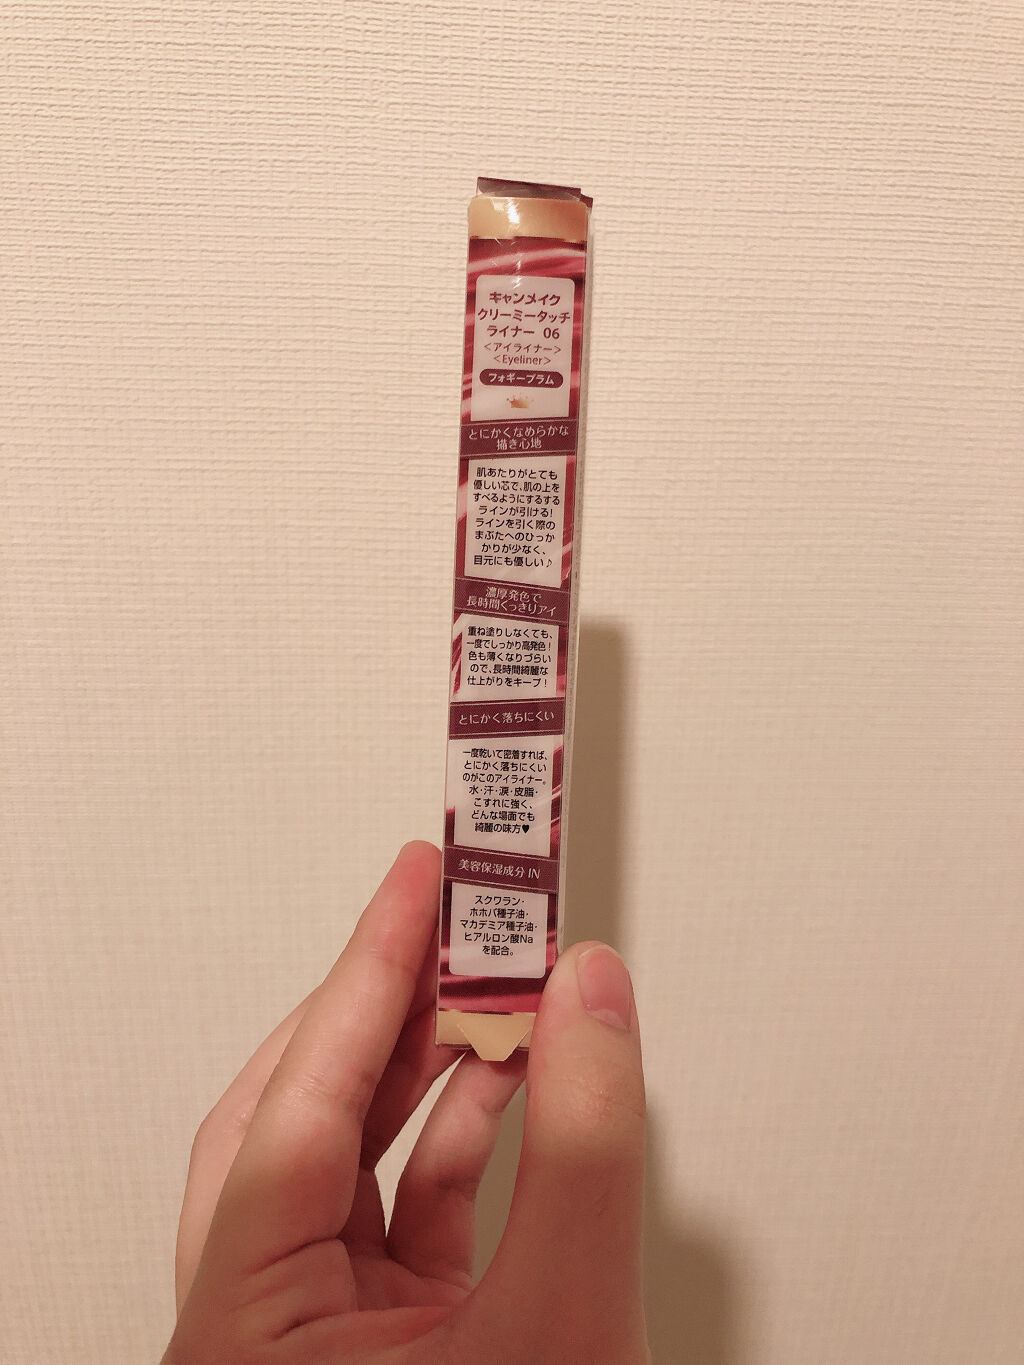 キャンメイク
クリーミータッチ
ライナー 06
<アイライナー>
<Eyeliner>
フォギープラム
とにかくなめらかな
描き心地
肌あたりがとても
優しい芯で、肌の上を
すべるようにするする
ラインが引ける!
ラインを引く際の
まぶたへのひっか
かりが少なく、
目元にも優しい♪
濃厚発色で
長時間くっきりアイ
重ね塗りしなくても、
一度でしっかり高発色!
色も薄くなりづらい
ので、長時間綺麗な
仕上がりをキープ!
とにかく落ちにくい
一度乾いて密着すれば、
とにかく落ちにくい
のがこのアイライナー。
水・汗・涙・皮脂・
こすれに強く、
どんな場面でも
綺麗の味方♥
美容保湿成分 IN
スクワラン・
ホホバ種子油・
マカデミア種子油・
ヒアルロン酸Na
を配合。